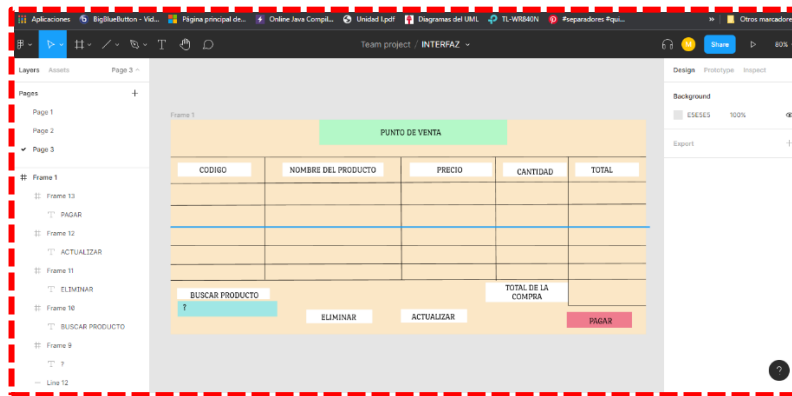 Aplicaciones BigBlueButton - Vid... Página principal de... Online Java Compil... Unidad I.pdf Diagramas del UML TL-WR840N #separadores #qui... » Otros marcadore
Team project / INTERFAZ M Share 80%
Layers Assets Page 3
Design Prototype Inspect
Pages +
Background
Page 1
E5E5E5 100%
Page 2
Page 3
Export +
Frame 1
Frame 13
PAGAR
Frame 12
ACTUALIZAR
Frame 11
ELIMINAR
Frame 10
BUSCAR PRODUCTO
Frame 9
?
Line 12
Frame 1
PUNTO DE VENTA
CODIGO NOMBRE DEL PRODUCTO PRECIO CANTIDAD TOTAL
BUSCAR PRODUCTO
?
TOTAL DE LA
COMPRA
ELIMINAR ACTUALIZAR PAGAR
?